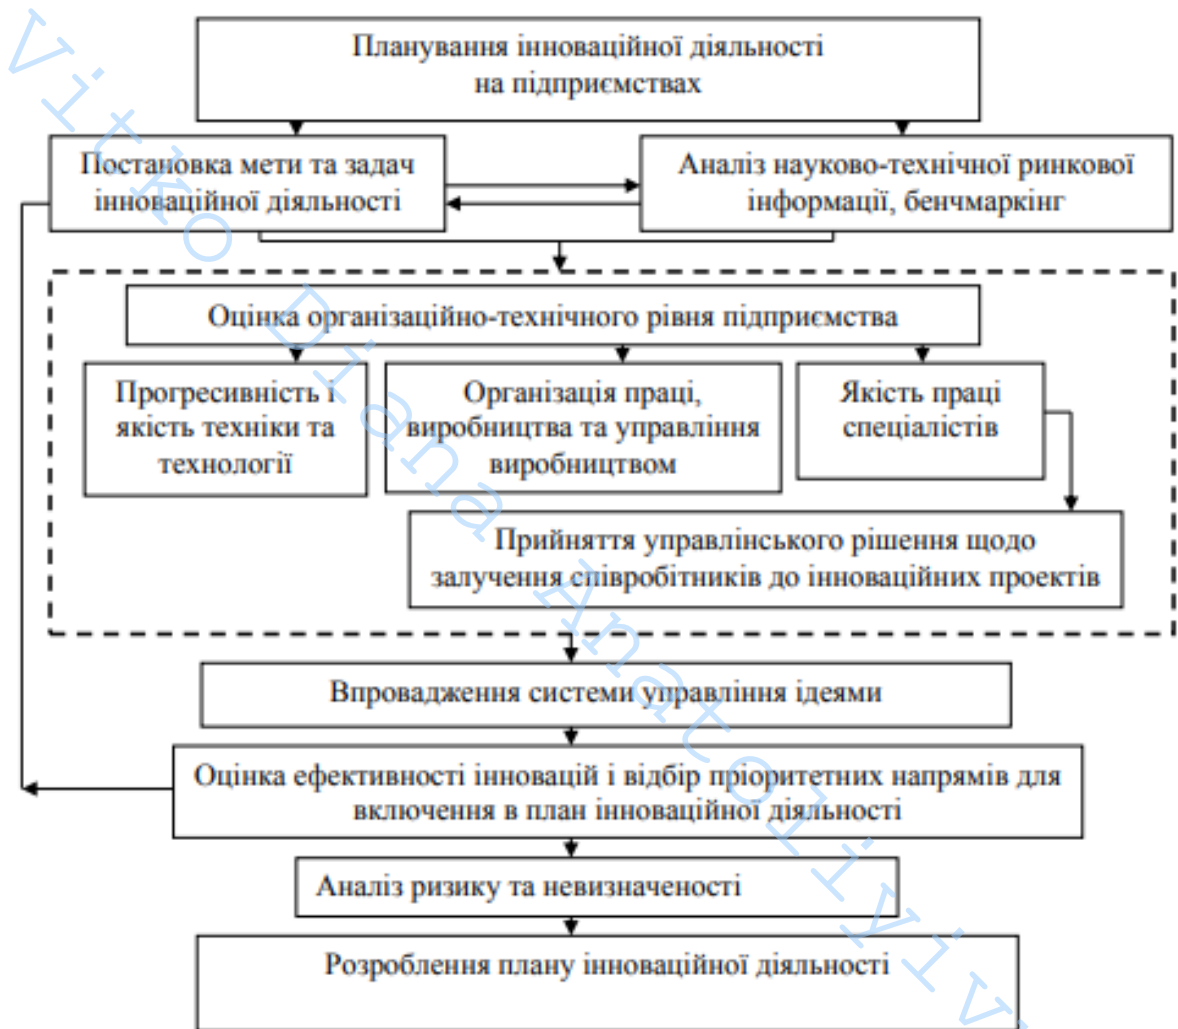 Планування інноваційної діяльності
на підприємствах
Постановка мети та задач
інноваційної діяльності
Аналіз науково-технічної ринкової
інформації, бенчмаркінг
Оцінка організаційно-технічного рівня підприємства
Прогресивність і
якість техніки та
технології
Організація праці,
виробництва та управління
виробництвом
Якість праці
спеціалістів
Прийняття управлінського рішення щодо
залучення співробітників до інноваційних проектів
Впровадження системи управління ідеями
Оцінка ефективності інновацій і відбір пріоритетних напрямів для
включення в план інноваційної діяльності
Аналіз ризику та невизначеності
Розроблення плану інноваційної діяльності
Vitko Diana Anatoliyiv